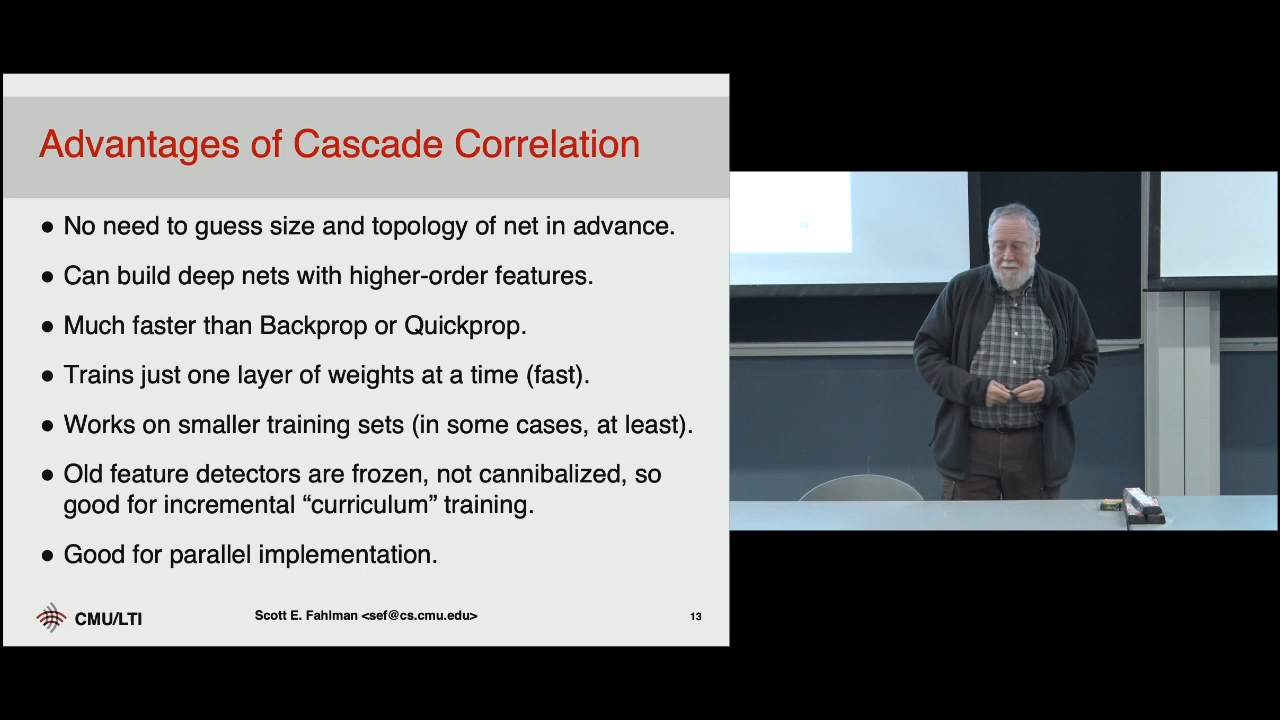 Advantages of Cascade Correlation
● No need to guess size and topology of net in advance.
● Can build deep nets with higher-order features.
● Much faster than Backprop or Quickprop.
● Trains just one layer of weights at a time (fast).
● Works on smaller training sets (in some cases, at least).
● Old feature detectors are frozen, not cannibalized, so
good for incremental “curriculum” training.
● Good for parallel implementation.
CMU/LTI
Scott E. Fahlman <sef@cs.cmu.edu>
13